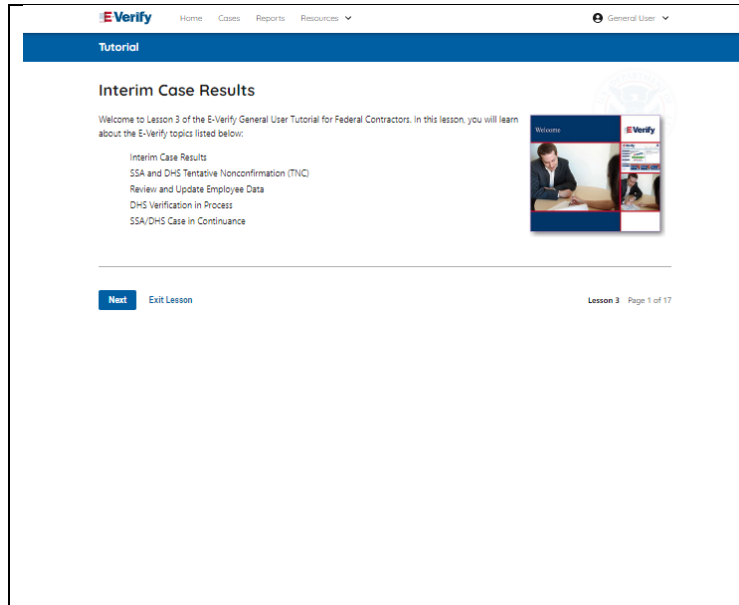 E-Verify Home Cases Reports Resources General User
Tutorial
Interim Case Results
Welcome to Lesson 3 of the E-Verify General User Tutorial for Federal Contractors. In this lesson, you will learn
about the E-Verify topics listed below:
Interim Case Results
SSA and DHS Tentative Nonconfirmation (TNC)
Review and Update Employee Data
DHS Verification in Process
SSA/DHS Case in Continuance
Welcome
E-Verify
Next Exit Lesson Lesson 3 Page 1 of 17